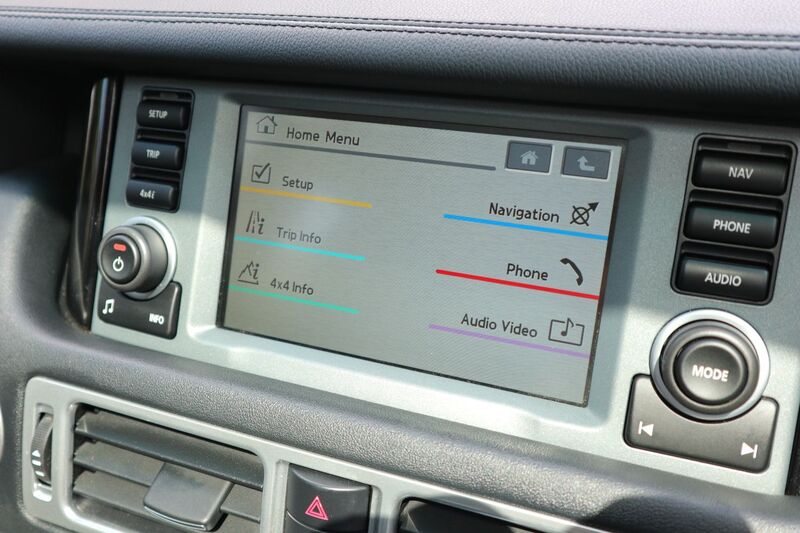 SETUP
TRIP
4x4i
INFO
Home Menu
Setup
Trip Info
4x4 Info
Navigation
Phone
Audio Video
NAV
PHONE
AUDIO
MODE